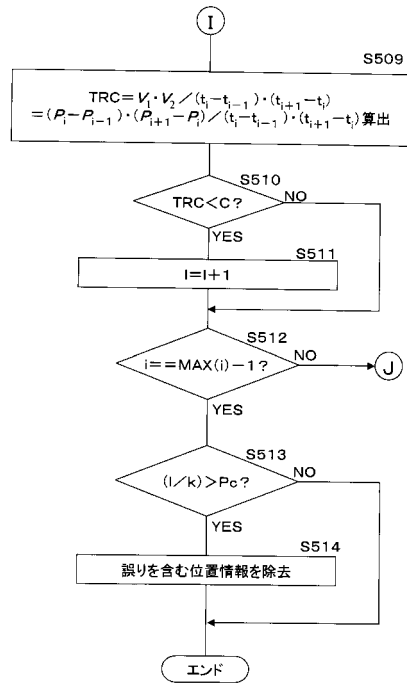 I
S509
TRC=V₁·V₂/(tᵢ−tᵢ₋₁)·(tᵢ₊₁−tᵢ)
=(Pᵢ−Pᵢ₋₁)·(Pᵢ₊₁−Pᵢ)/(tᵢ−tᵢ₋₁)·(tᵢ₊₁−tᵢ)算出
S510
TRC<C?
NO
YES
S511
I=I+1
S512
i==MAX(i)−1?
NO
J
YES
S513
(I/k)>Pc?
NO
YES
S514
誤りを含む位置情報を除去
エンド